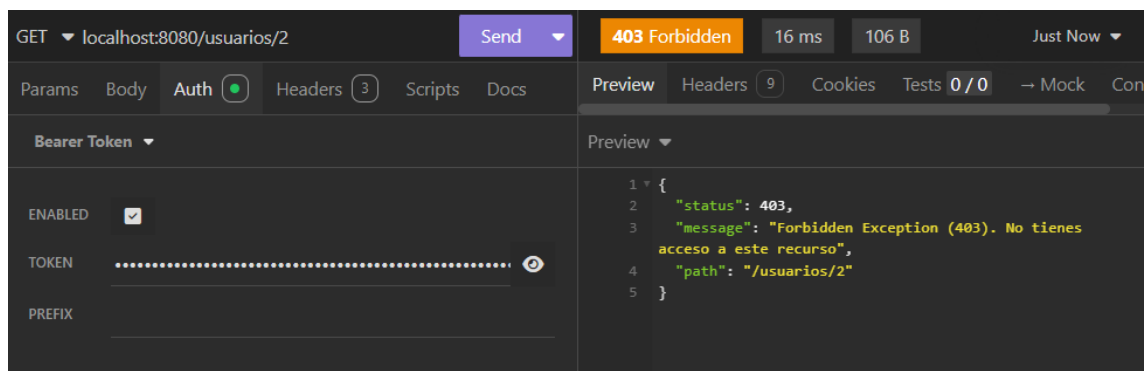 GET localhost:8080/usuarios/2 Send
Params Body Auth Headers 3 Scripts Docs
Bearer Token
ENABLED
TOKEN ••••••••••••••••••••••••••••••••••••••••••••••••••••••
PREFIX
403 Forbidden 16 ms 106 B Just Now
Preview Headers 9 Cookies Tests 0 / 0 → Mock Con
Preview
1 {
2 "status": 403,
3 "message": "Forbidden Exception (403). No tienes
acceso a este recurso",
4 "path": "/usuarios/2"
5 }